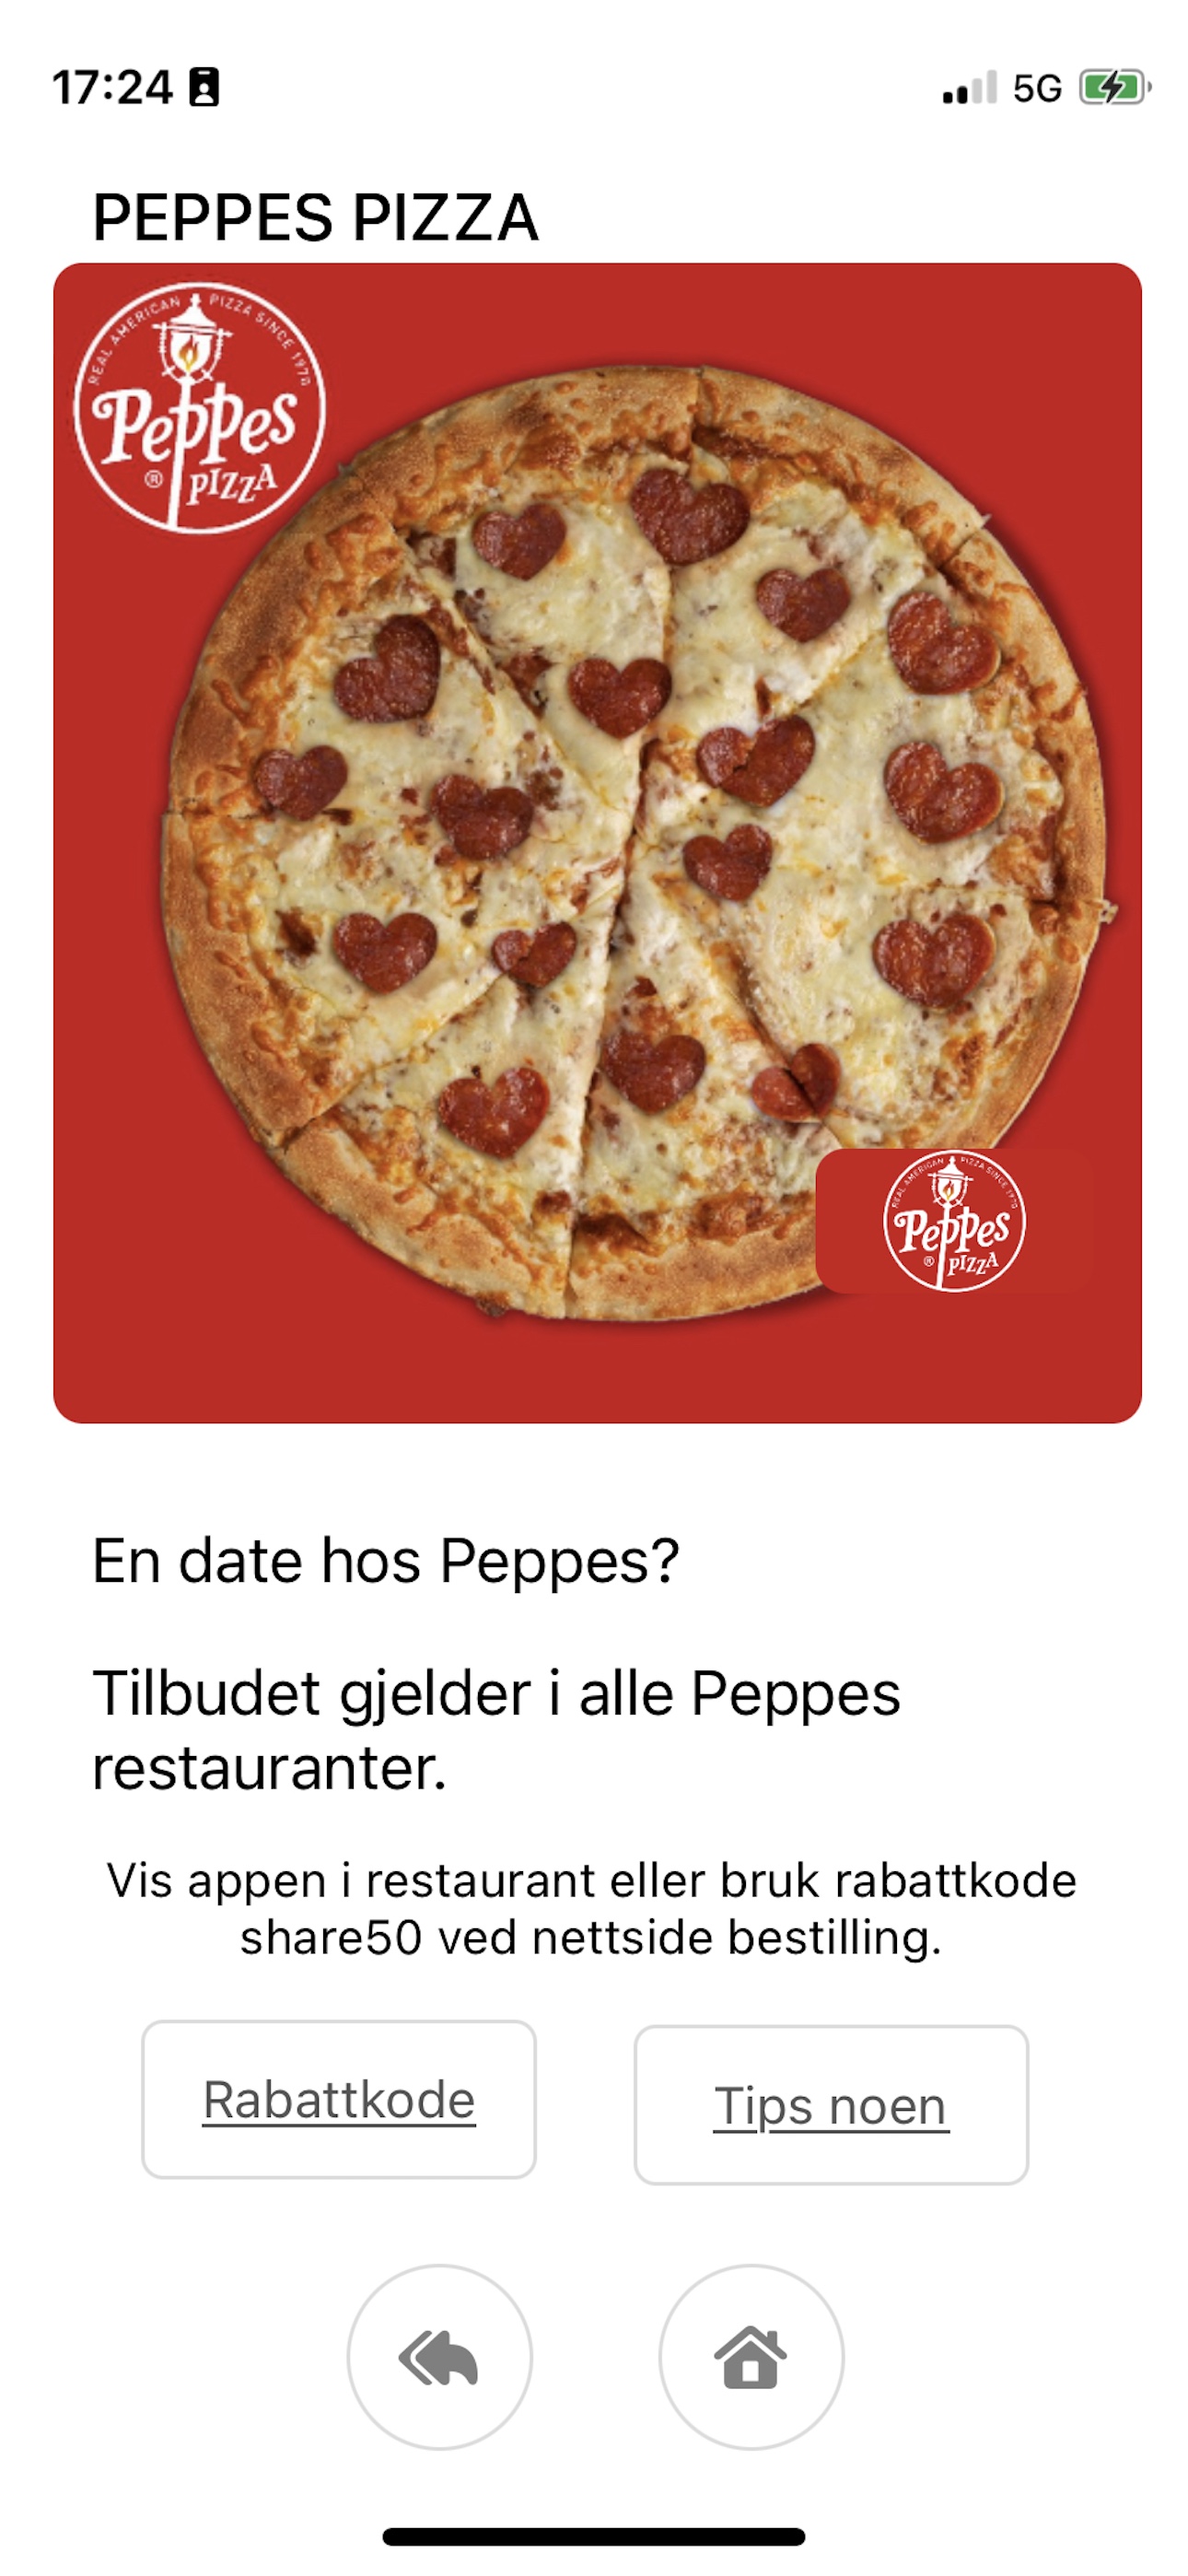 17:24
5G
PEPPES PIZZA
REAL AMERICAN PIZZA SINCE 1970
Peppes
® PIZZA
REAL AMERICAN PIZZA SINCE 1970
Peppes
® PIZZA
En date hos Peppes?
Tilbudet gjelder i alle Peppes
restauranter.
Vis appen i restaurant eller bruk rabattkode
share50 ved nettside bestilling.
Rabattkode
Tips noen